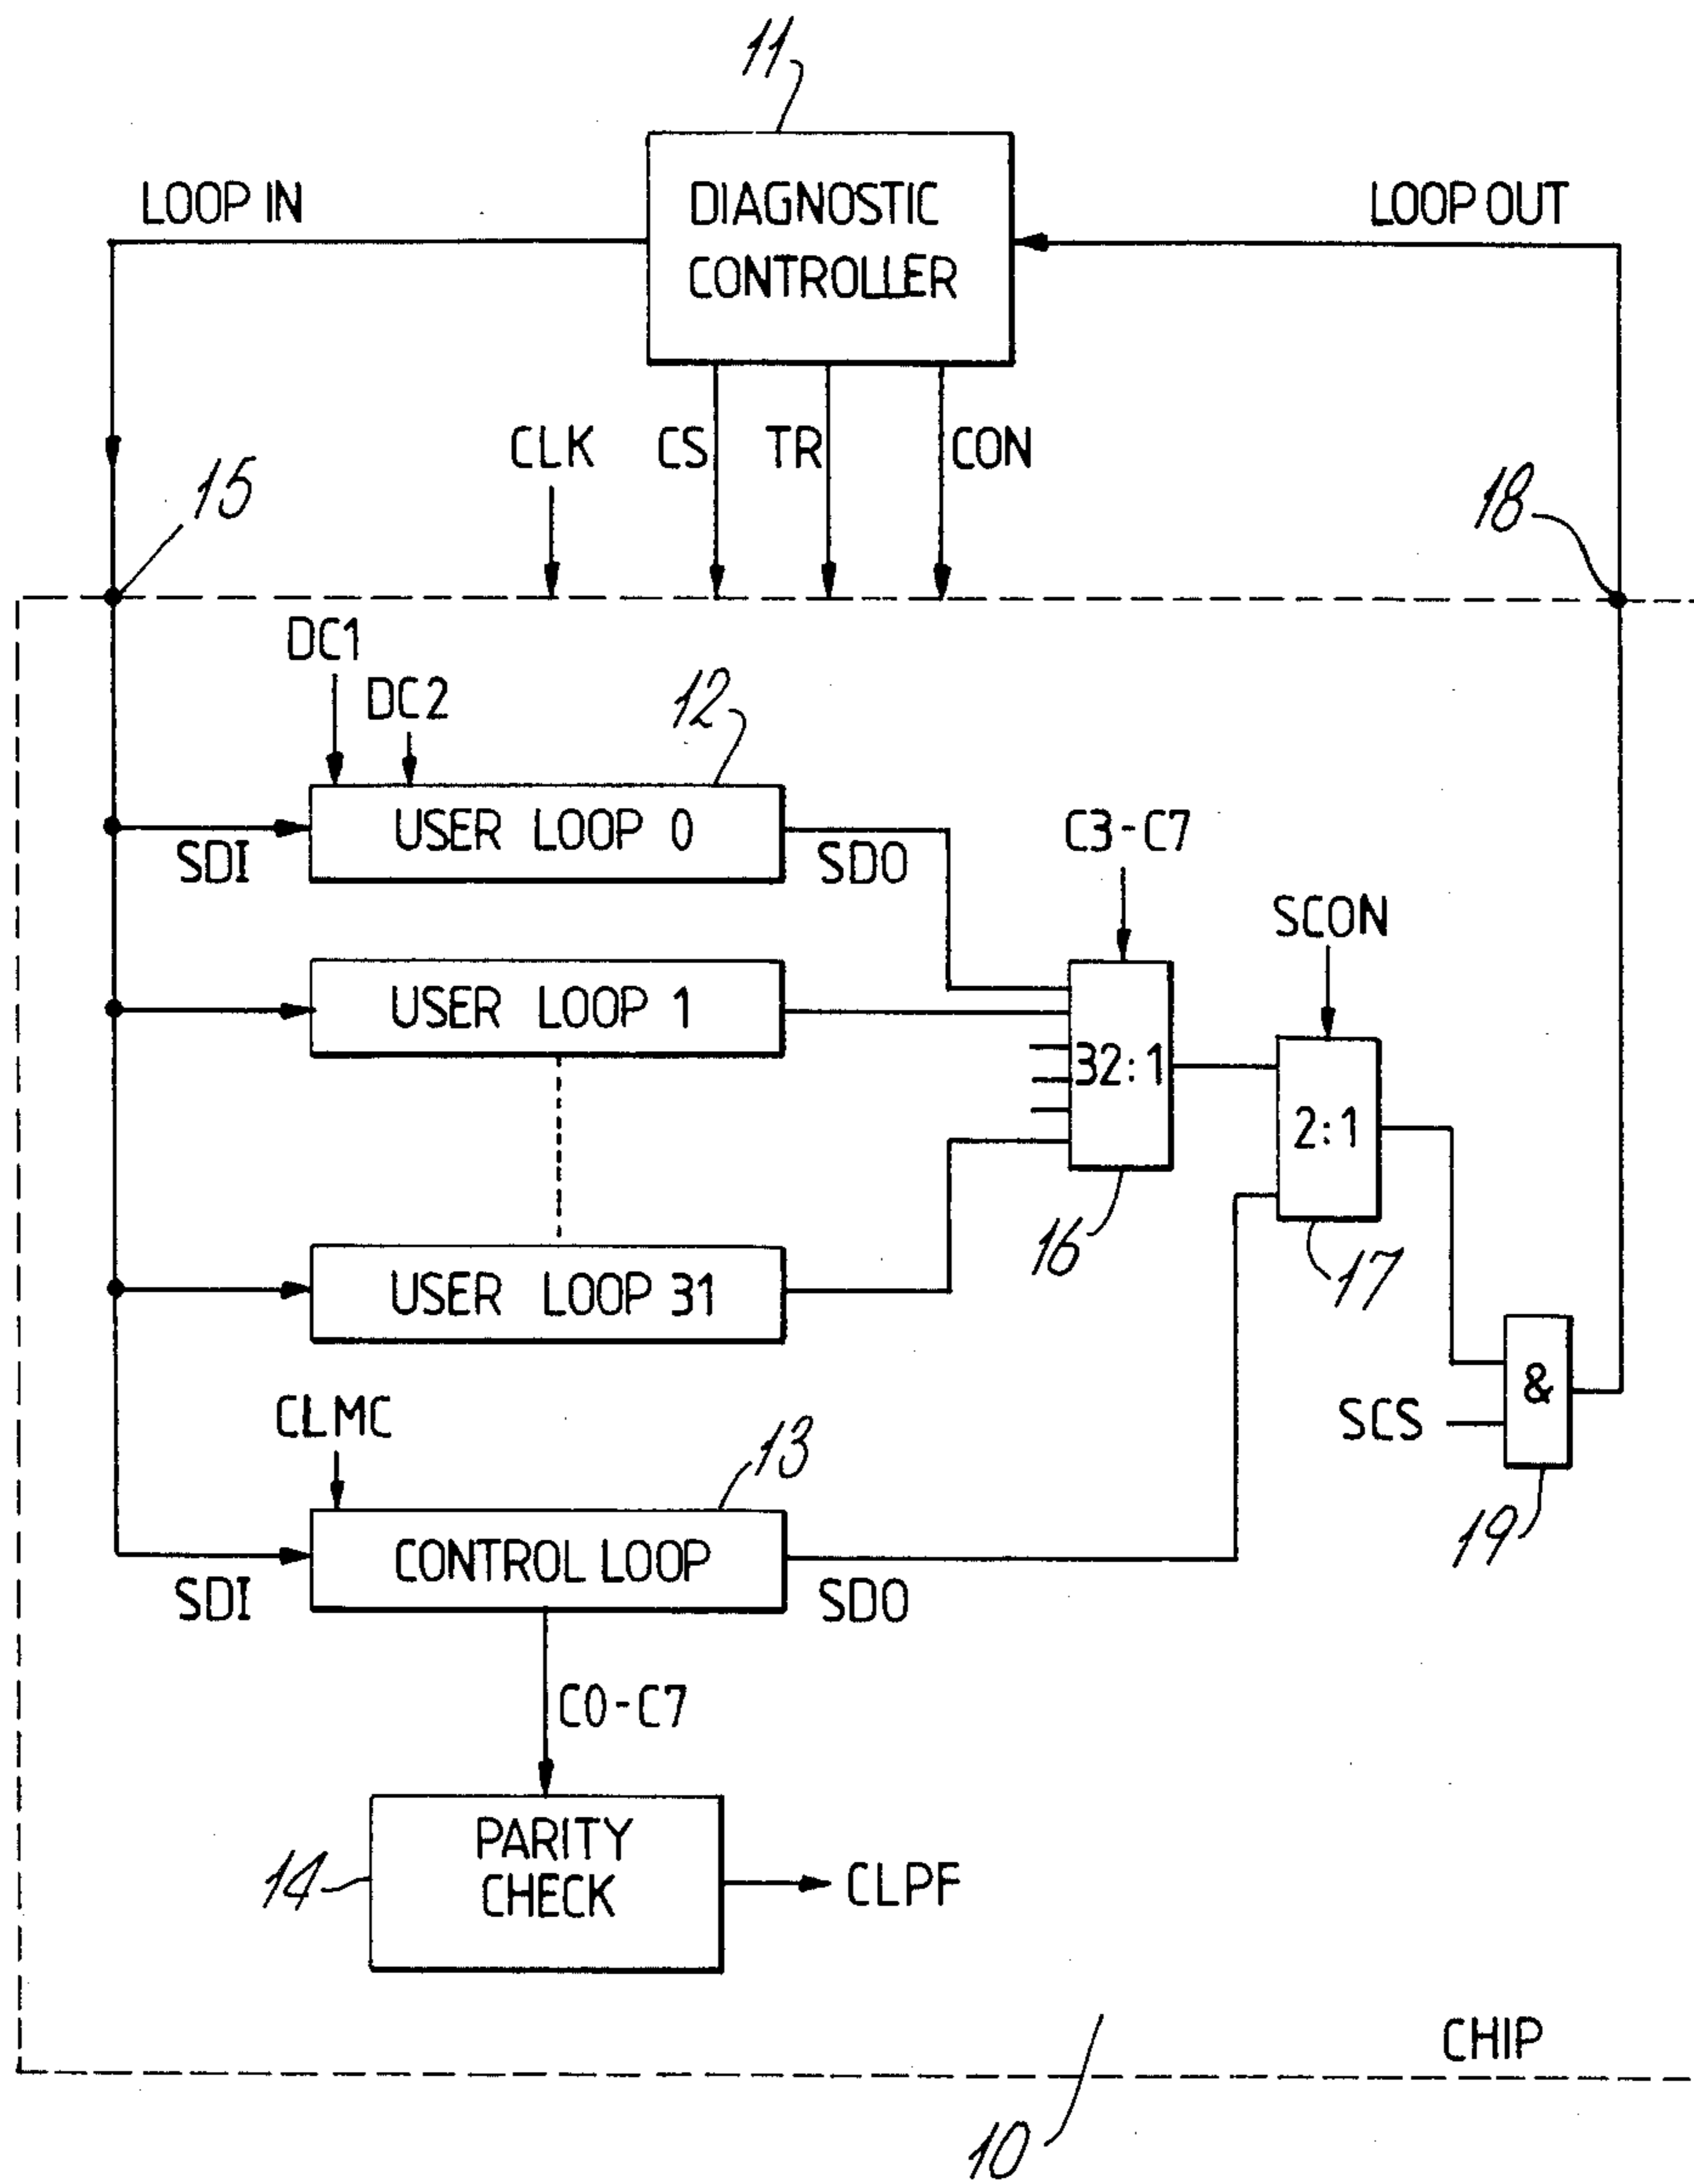 11
LOOP IN
DIAGNOSTIC
CONTROLLER
LOOP OUT
CLK
CS
TR
CON
15
18
DC1
DC2
12
USER LOOP 0
SDI
SDO
C3-C7
SCON
USER LOOP 1
32:1
2:1
16
17
USER LOOP 31
&
SCS
CLMC
13
19
CONTROL LOOP
SDI
SDO
C0-C7
PARITY
CHECK
14
CLPF
CHIP
10